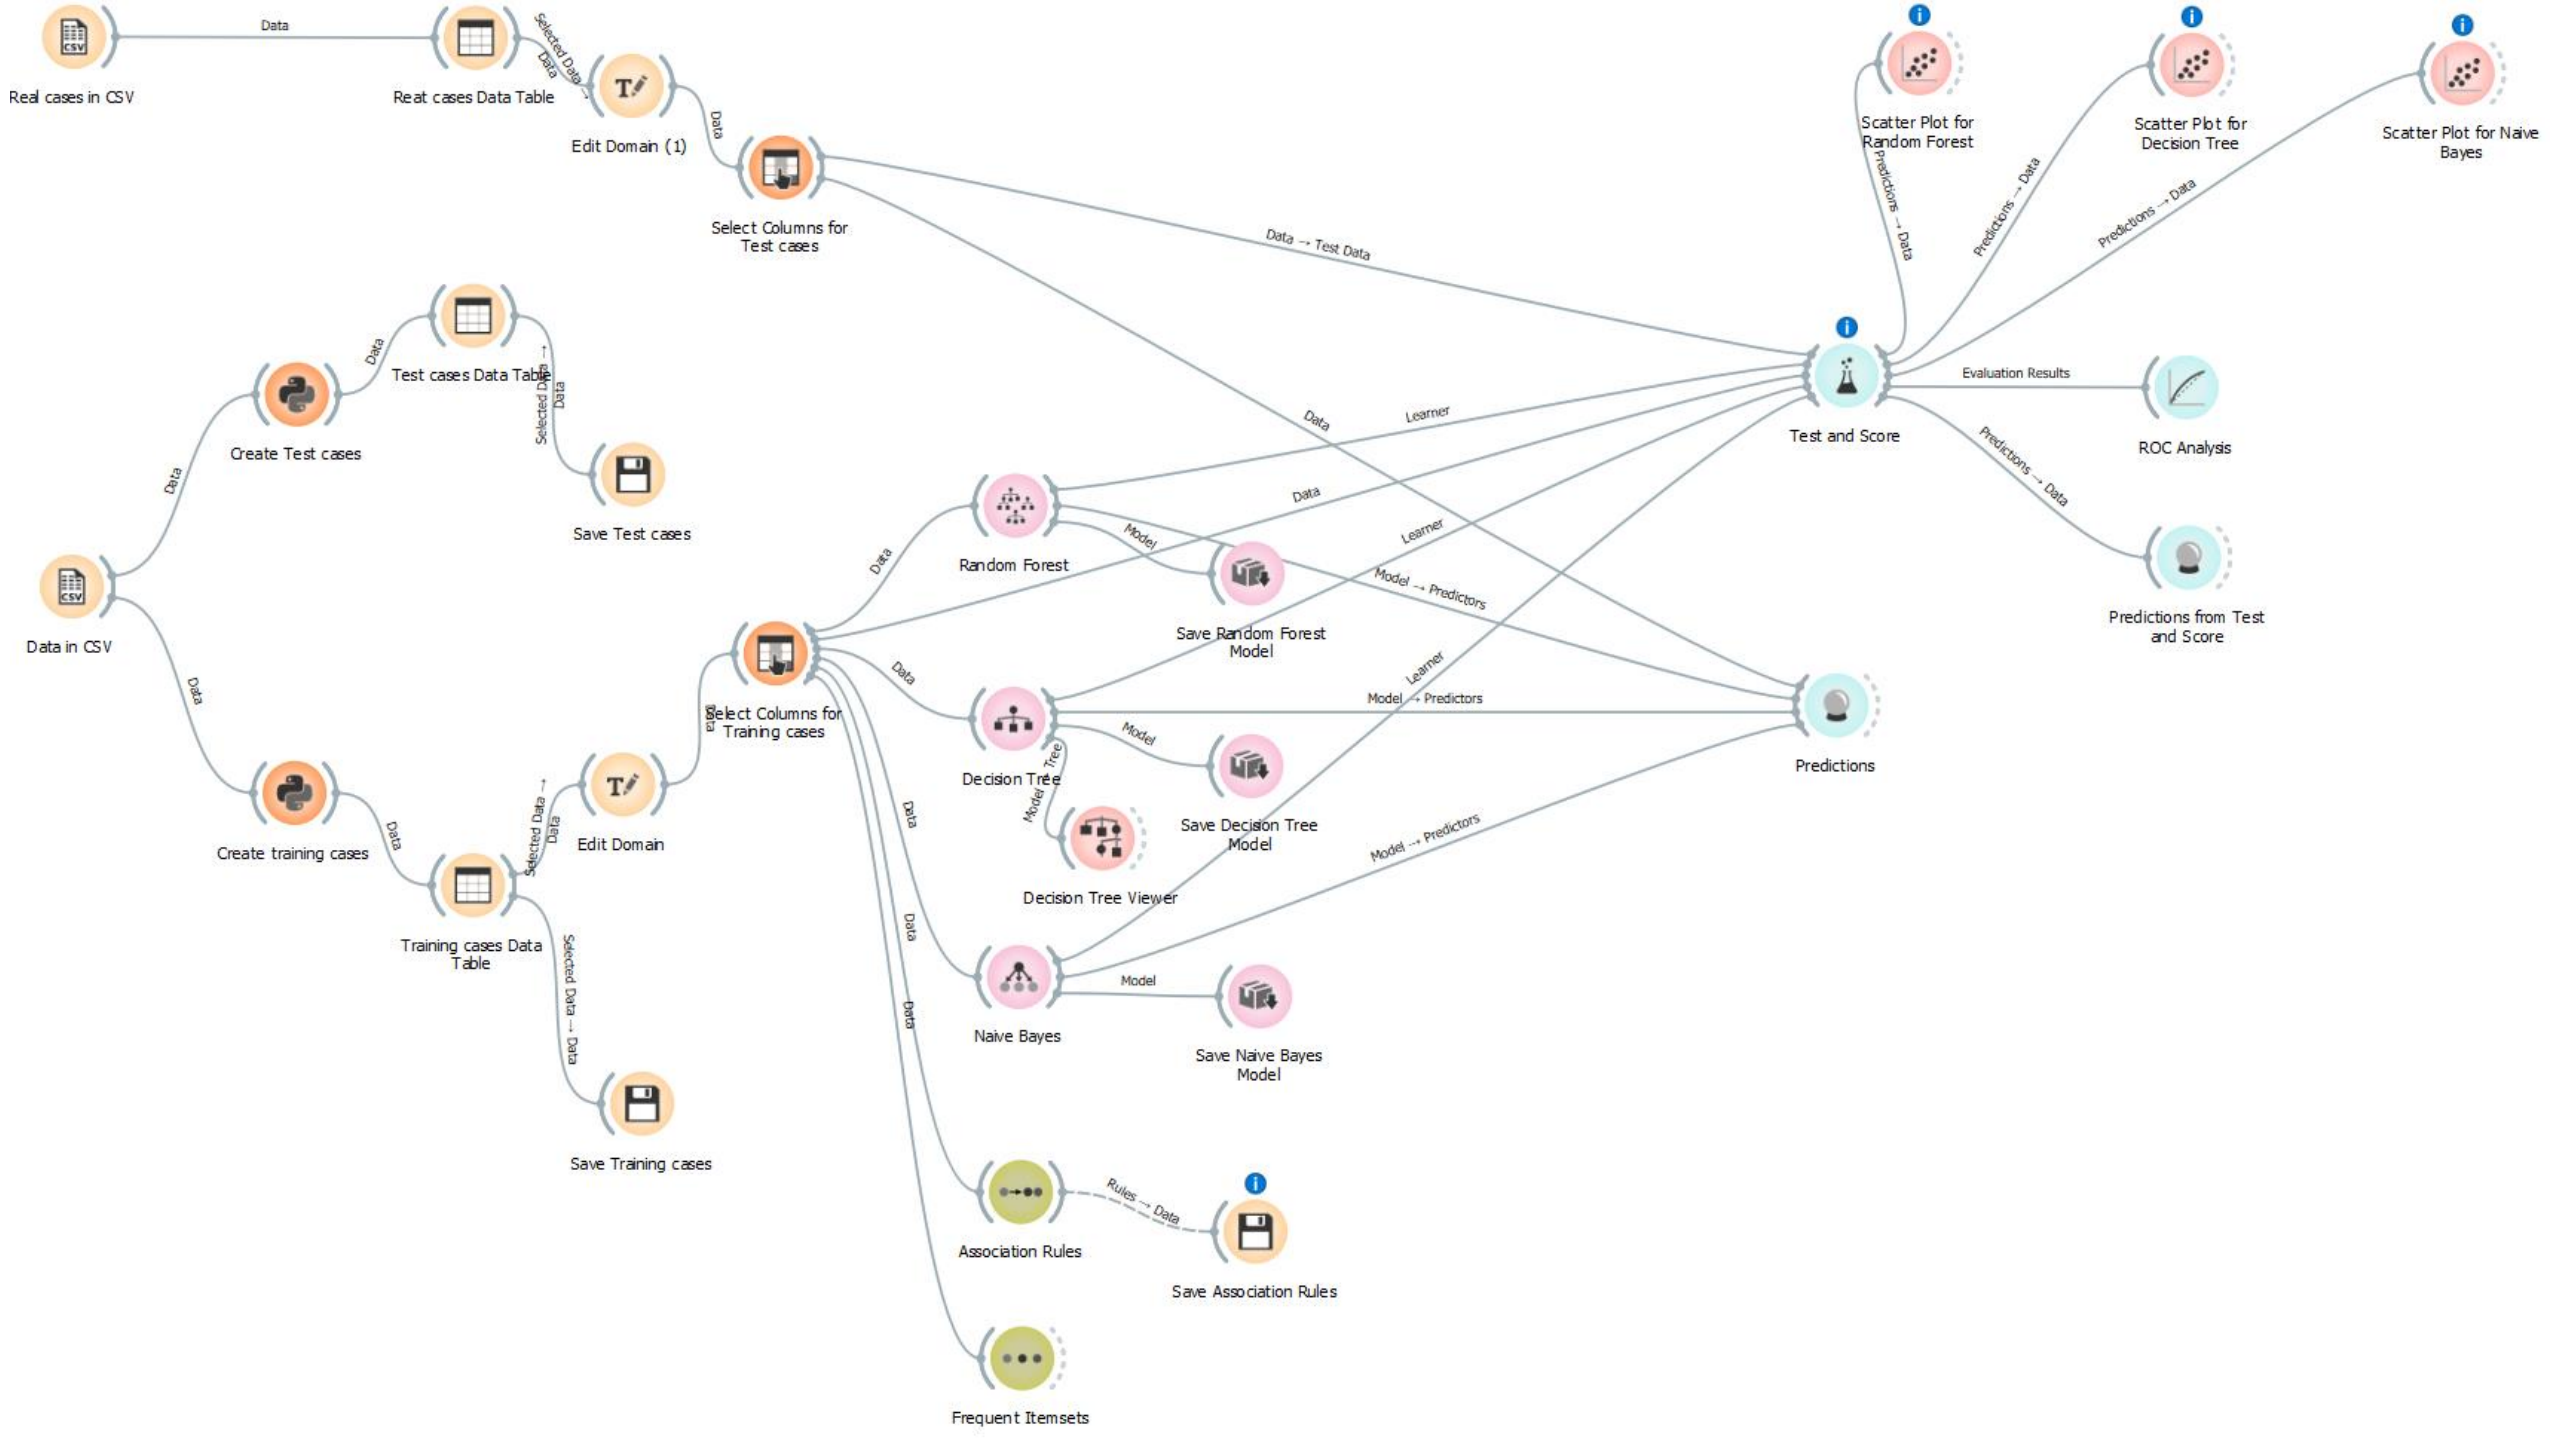 Data
Selected Data →
Data
CSV
Real cases in CSV
Reat cases Data Table
Edit Domain (1)
Data
Select Columns for
Test cases
i
i
i
Scatter Plot for
Random Forest
Scatter Plot for
Decision Tree
Scatter Plot for Naive
Bayes
Predictions → Data
Predictions → Data
Predictions → Data
Data → Test Data
Data
Test cases Data Table
Selected Data →
Data
Create Test cases
Save Test cases
Data
i
Test and Score
Evaluation Results
ROC Analysis
Predictions → Data
Predictions from Test
and Score
Learner
Data
Data
Learner
Random Forest
Data
Model
Save Random Forest
Model
Model → Predictors
CSV
Data in CSV
Data
Select Columns for
Training cases
Data
Data
Learner
Decision Tree
Model → Tree
Model
Save Decision Tree
Model
Model → Predictors
Predictions
Create training cases
Data
Selected Data →
Data
Edit Domain
Data
Decision Tree Viewer
Model → Predictors
Training cases Data
Table
Selected Data → Data
Data
Data
Naive Bayes
Model
Save Naive Bayes
Model
Save Training cases
Association Rules
Rules → Data
i
Save Association Rules
Frequent Itemsets